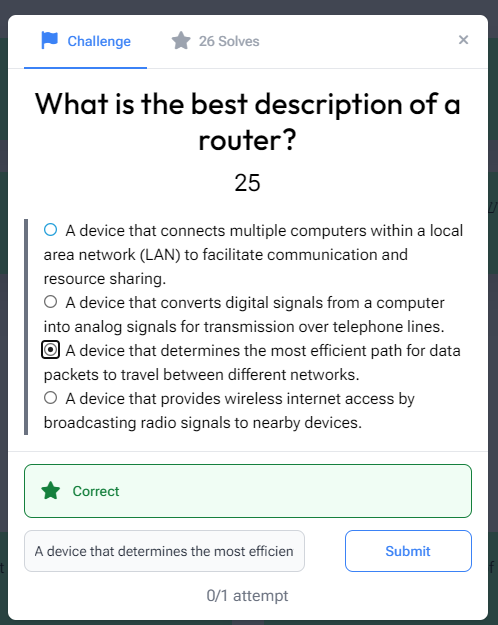 Challenge
26 Solves
×
What is the best description of a
router?
25
A device that connects multiple computers within a local
area network (LAN) to facilitate communication and
resource sharing.
A device that converts digital signals from a computer
into analog signals for transmission over telephone lines.
A device that determines the most efficient path for data
packets to travel between different networks.
A device that provides wireless internet access by
broadcasting radio signals to nearby devices.
Correct
A device that determines the most efficien
Submit
0/1 attempt